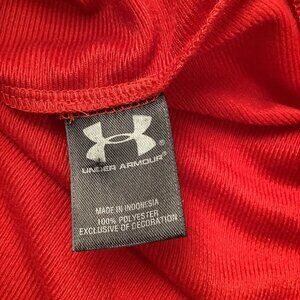 UNDER ARMOUR®
MADE IN INDONESIA
100% POLYESTER
EXCLUSIVE OF DECORATION